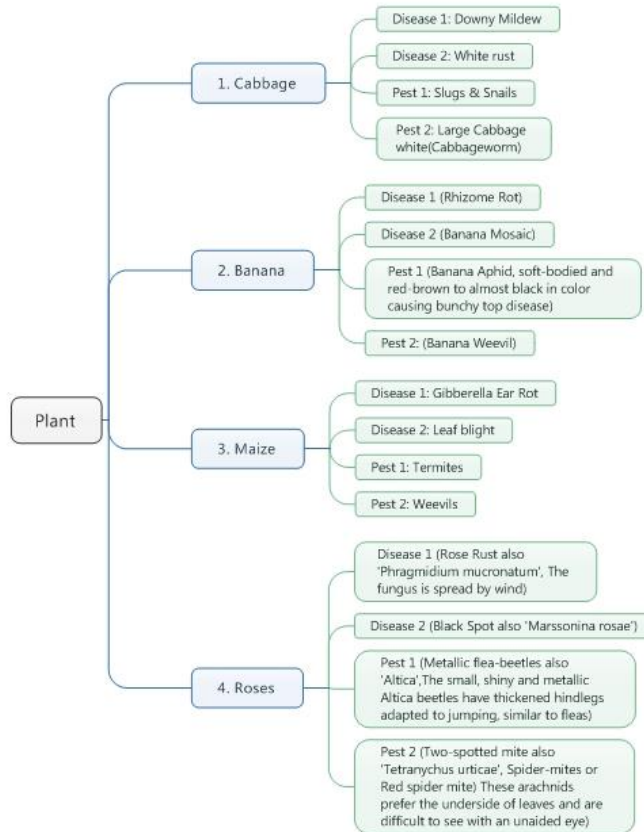 Plant
1. Cabbage
Disease 1: Downy Mildew
Disease 2: White rust
Pest 1: Slugs & Snails
Pest 2: Large Cabbage
white(Cabbageworm)
2. Banana
Disease 1 (Rhizome Rot)
Disease 2 (Banana Mosaic)
Pest 1 (Banana Aphid, soft-bodied and
red-brown to almost black in color
causing bunchy top disease)
Pest 2: (Banana Weevil)
3. Maize
Disease 1: Gibberella Ear Rot
Disease 2: Leaf blight
Pest 1: Termites
Pest 2: Weevils
4. Roses
Disease 1 (Rose Rust also
'Phragmidium mucronatum', The
fungus is spread by wind)
Disease 2 (Black Spot also 'Marssonina rosae')
Pest 1 (Metallic flea-beetles also
'Altica',The small, shiny and metallic
Altica beetles have thickened hindlegs
adapted to jumping, similar to fleas)
Pest 2 (Two-spotted mite also
'Tetranychus urticae', Spider-mites or
Red spider mite) These arachnids
prefer the underside of leaves and are
difficult to see with an unaided eye)